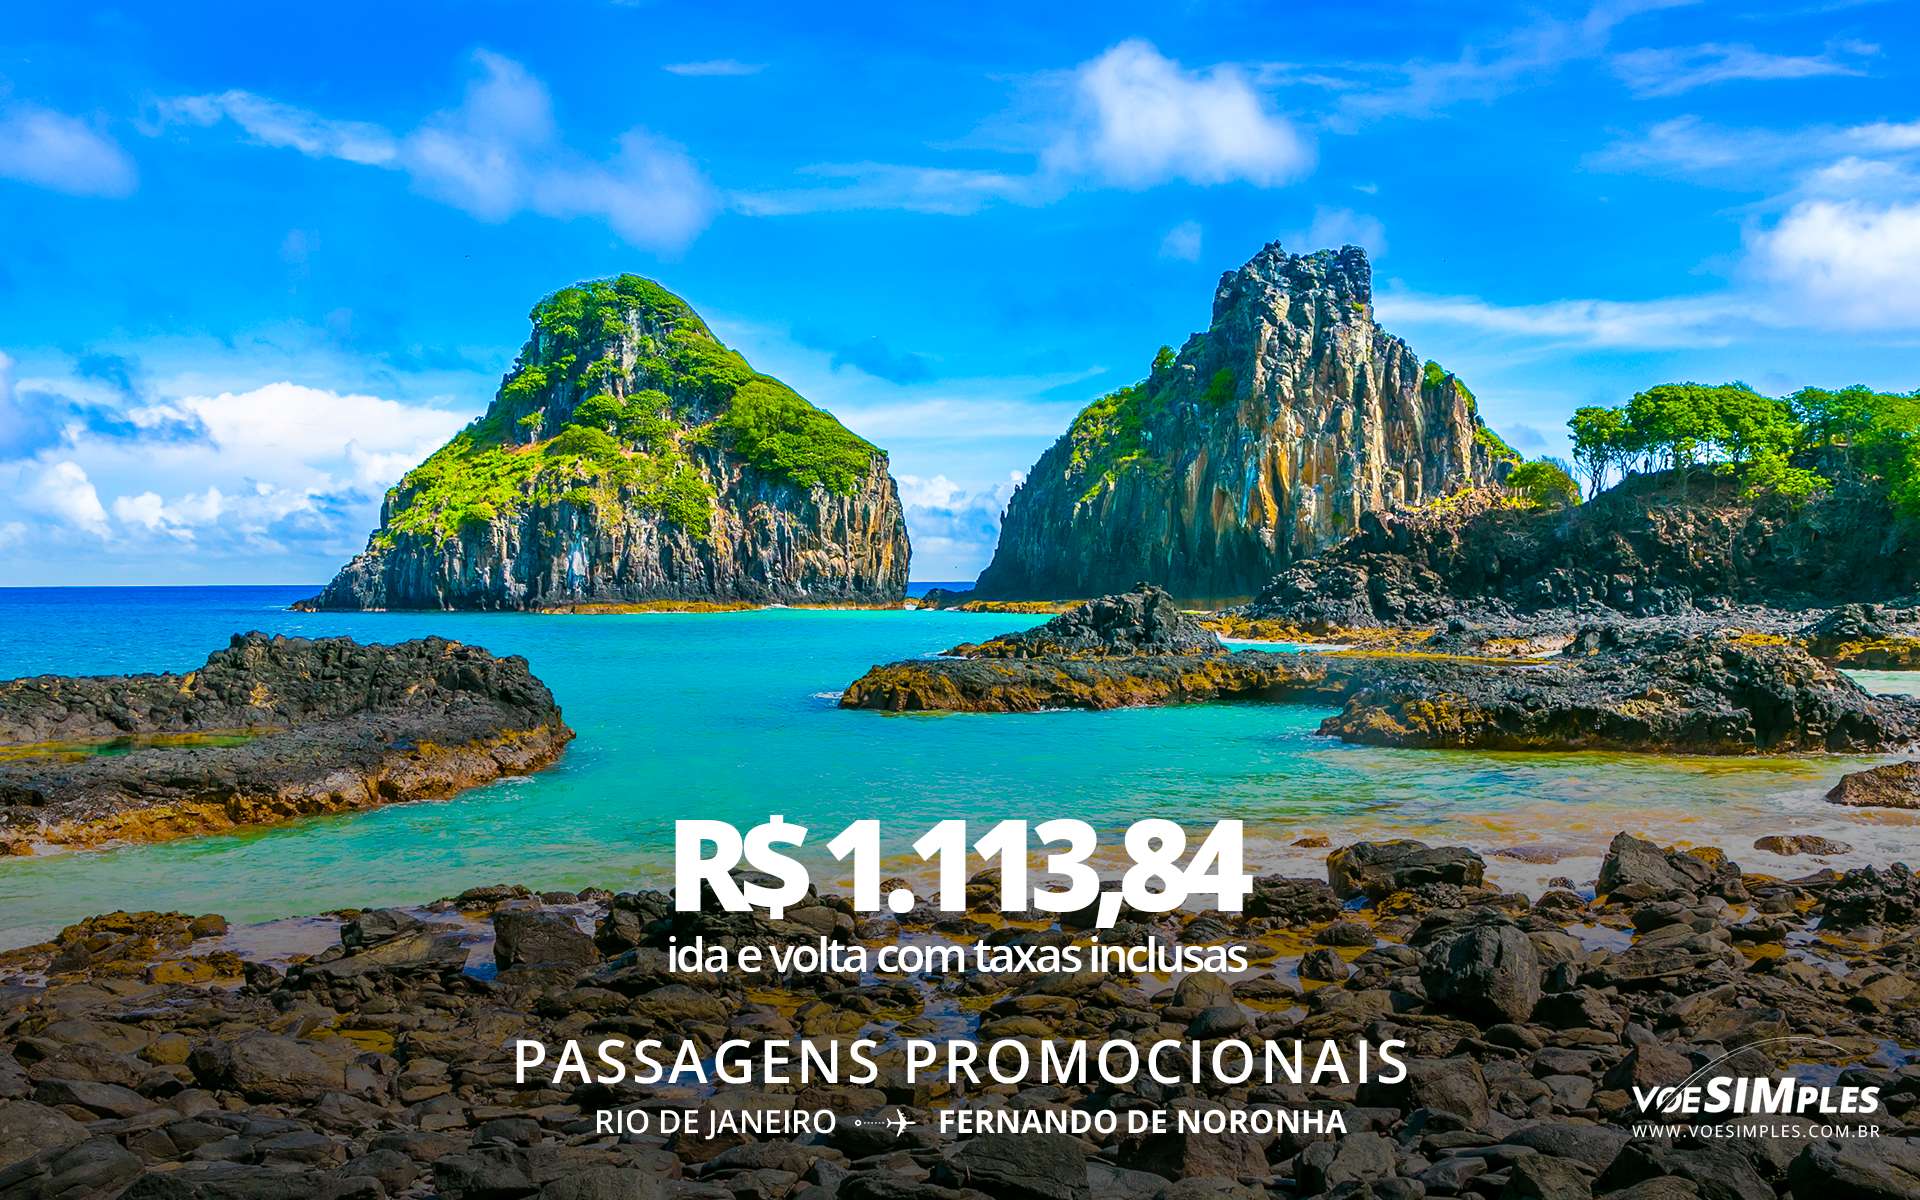 R$ 1.113,84
ida e volta com taxas inclusas
PASSAGENS PROMOCIONAIS
RIO DE JANEIRO FERNANDO DE NORONHA
VOESIMPLES
WWW.VOESIMPLES.COM.BR